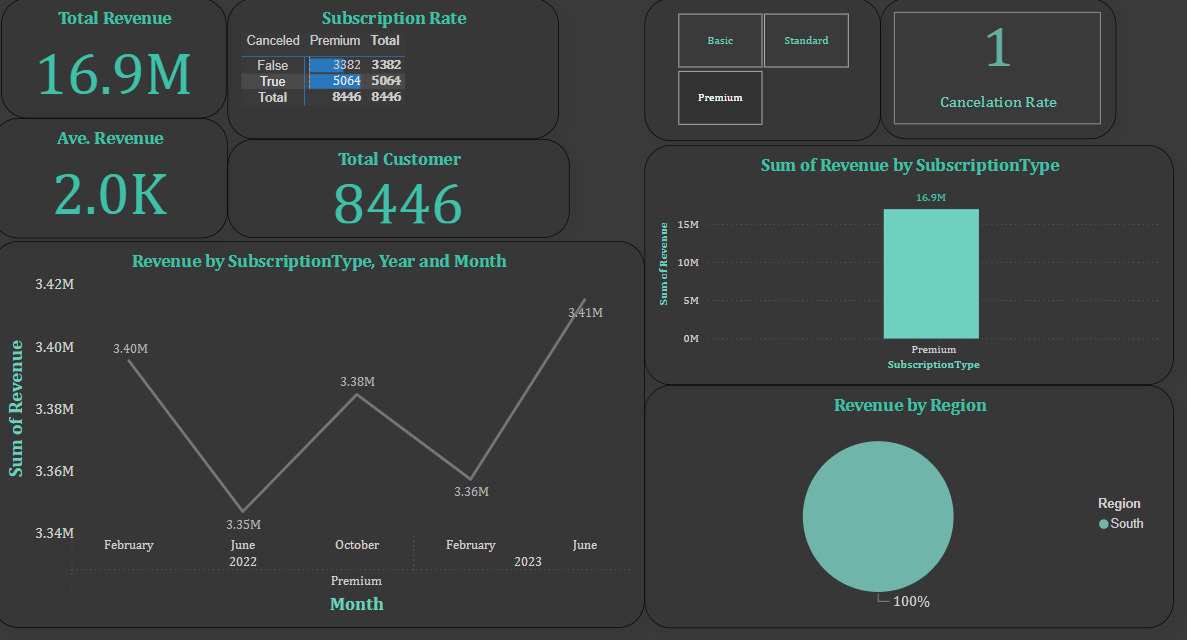 Total Revenue
16.9M
Subscription Rate
Canceled Premium Total
False 3382 3382
True 5064 5064
Total 8446 8446
Basic
Standard
Premium
1
Cancelation Rate
Ave. Revenue
2.0K
Total Customer
8446
Revenue by SubscriptionType, Year and Month
Sum of Revenue
3.42M
3.40M
3.38M
3.36M
3.34M
3.40M
3.35M
3.38M
3.36M
3.41M
February June October February June
2022 2023
Premium
Month
Sum of Revenue by SubscriptionType
Sum of Revenue
15M
10M
5M
0M
16.9M
Premium
SubscriptionType
Revenue by Region
Region
South
100%